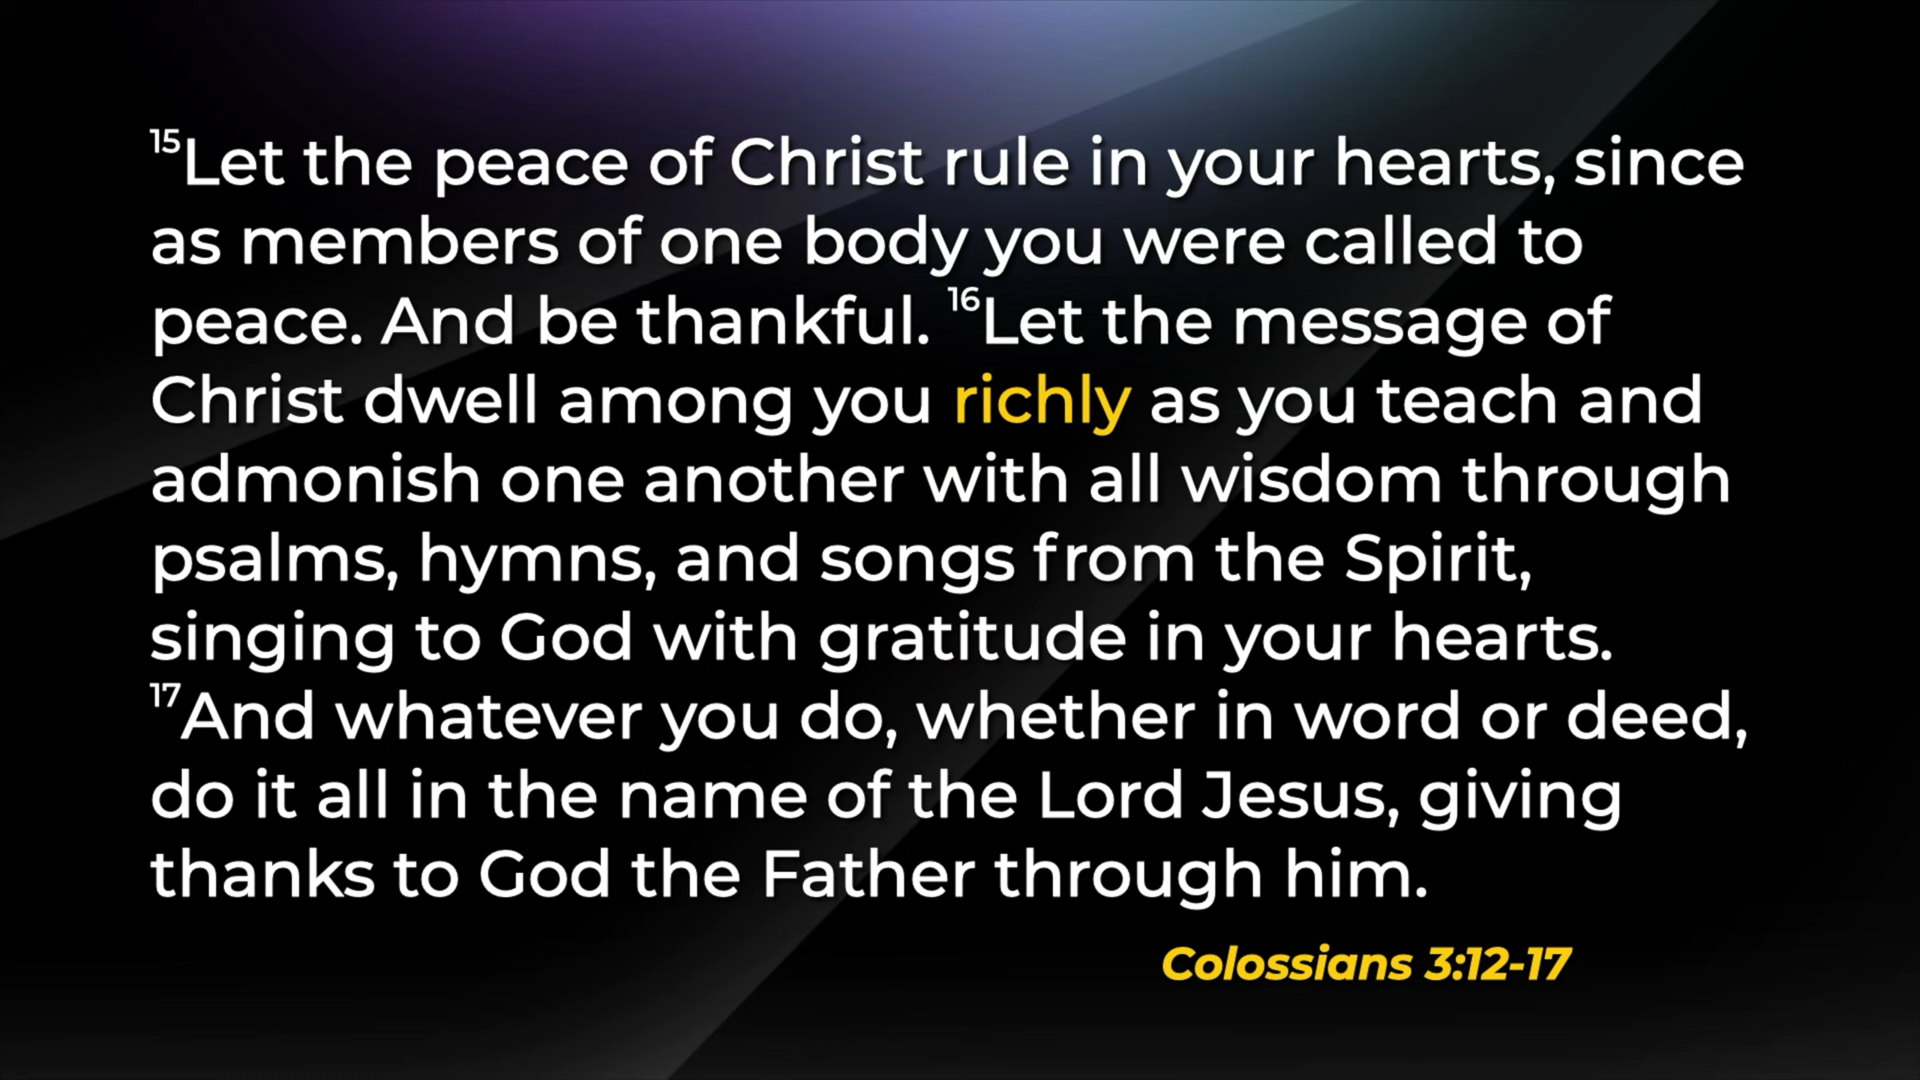 15Let the peace of Christ rule in your hearts, since
as members of one body you were called to
peace. And be thankful. 16Let the message of
Christ dwell among you richly as you teach and
admonish one another with all wisdom through
psalms, hymns, and songs from the Spirit,
singing to God with gratitude in your hearts.
17And whatever you do, whether in word or deed,
do it all in the name of the Lord Jesus, giving
thanks to God the Father through him.
Colossians 3:12-17